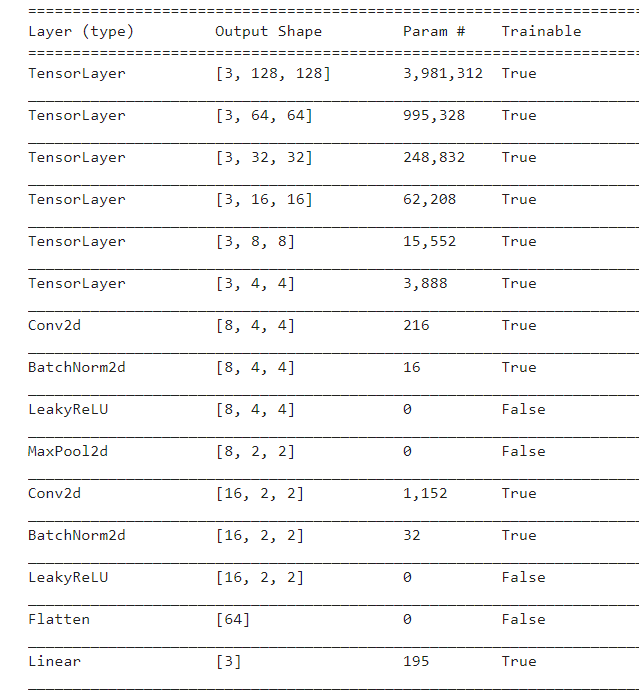 Layer (type) Output Shape Param # Trainable
TensorLayer [3, 128, 128] 3,981,312 True
TensorLayer [3, 64, 64] 995,328 True
TensorLayer [3, 32, 32] 248,832 True
TensorLayer [3, 16, 16] 62,208 True
TensorLayer [3, 8, 8] 15,552 True
TensorLayer [3, 4, 4] 3,888 True
Conv2d [8, 4, 4] 216 True
BatchNorm2d [8, 4, 4] 16 True
LeakyReLU [8, 4, 4] 0 False
MaxPool2d [8, 2, 2] 0 False
Conv2d [16, 2, 2] 1,152 True
BatchNorm2d [16, 2, 2] 32 True
LeakyReLU [16, 2, 2] 0 False
Flatten [64] 0 False
Linear [3] 195 True